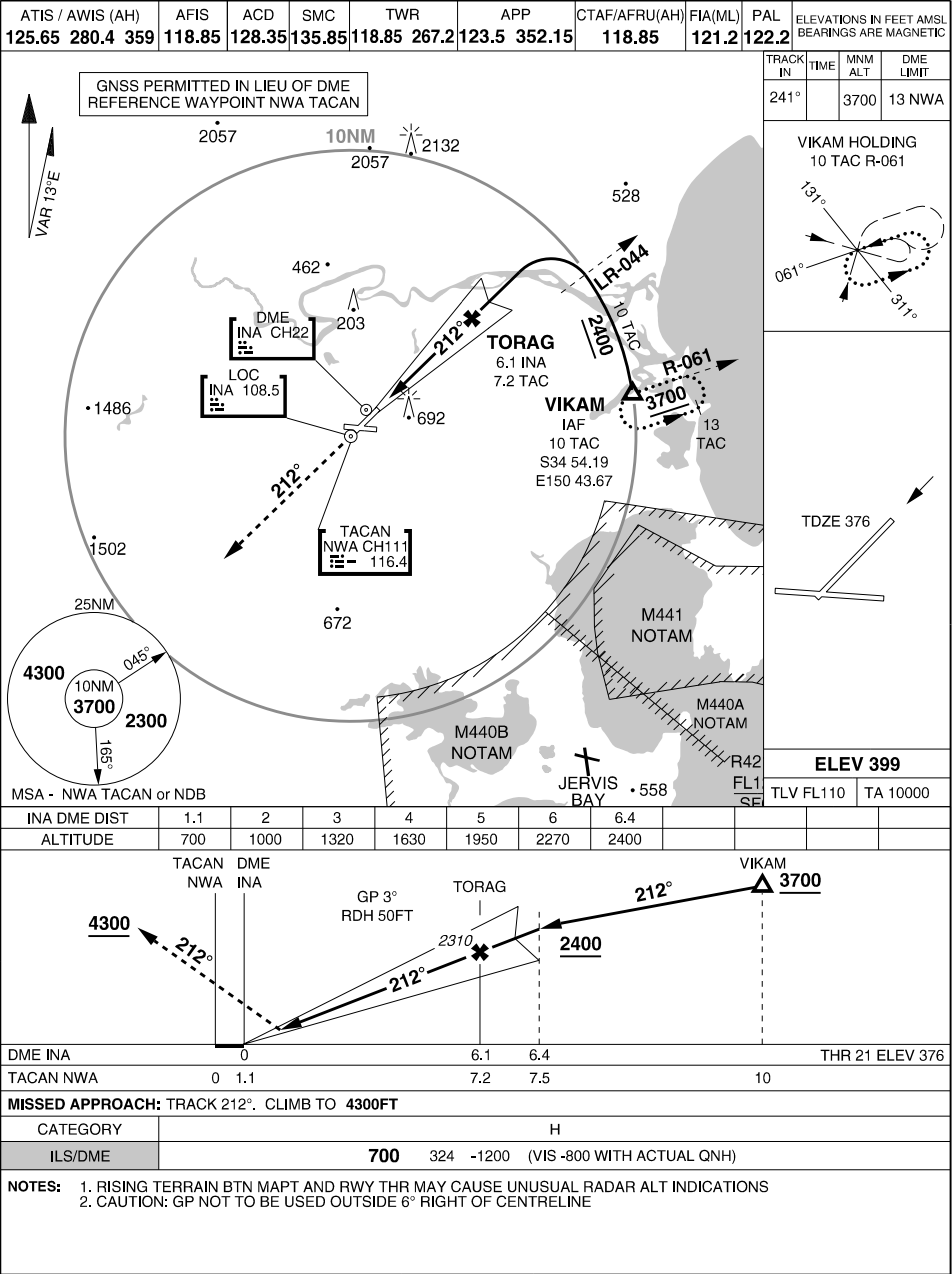 ATIS / AWIS (AH) AFIS ACD SMC TWR APP CTAF/AFRU(AH) FIA(ML) PAL
125.65 280.4 359 118.85 128.35 135.85 118.85 267.2 123.5 352.15 118.85 121.2 122.2
ELEVATIONS IN FEET AMSL
BEARINGS ARE MAGNETIC
GNSS PERMITTED IN LIEU OF DME
REFERENCE WAYPOINT NWA TACAN
TRACK IN TIME MNM ALT DME LIMIT
241° 3700 13 NWA
VAR 13°E
2057
10NM
2057
2132
528
VIKAM HOLDING
10 TAC R-061
131°
061°
311°
462
203
LR-044
10 TAC
2400
DME
INA CH22
LOC
INA 108.5
212°
TORAG
6.1 INA
7.2 TAC
R-061
3700
13
TAC
VIKAM
IAF
10 TAC
S34 54.19
E150 43.67
1486
692
212°
TACAN
NWA CH111
116.4
1502
TDZE 376
672
M441
NOTAM
25NM
4300
045°
10NM
3700
2300
165°
MSA - NWA TACAN or NDB
M440A
NOTAM
M440B
NOTAM
JERVIS
BAY
558
R42
FL1
ELEV 399
TLV FL110 TA 10000
INA DME DIST 1.1 2 3 4 5 6 6.4
ALTITUDE 700 1000 1320 1630 1950 2270 2400
TACAN
NWA
DME
INA
GP 3°
RDH 50FT
TORAG
VIKAM
3700
212°
4300
212°
2310
2400
212°
DME INA 0 6.1 6.4 THR 21 ELEV 376
TACAN NWA 0 1.1 7.2 7.5 10
MISSED APPROACH: TRACK 212°. CLIMB TO 4300FT
CATEGORY H
ILS/DME 700 324 -1200 (VIS -800 WITH ACTUAL QNH)
NOTES: 1. RISING TERRAIN BTN MAPT AND RWY THR MAY CAUSE UNUSUAL RADAR ALT INDICATIONS
2. CAUTION: GP NOT TO BE USED OUTSIDE 6° RIGHT OF CENTRELINE